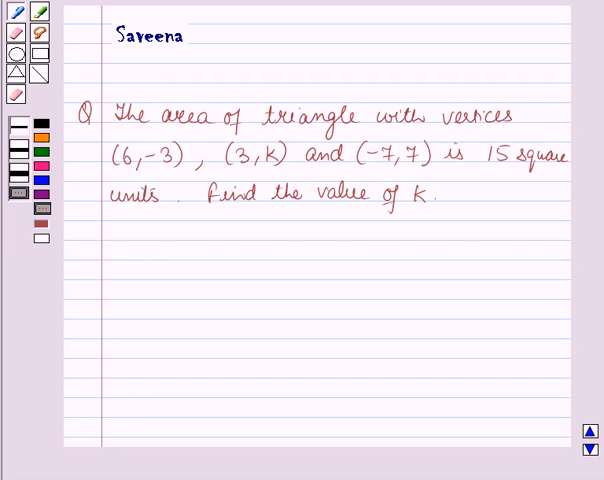 Saveena
Q The area of triangle with vertices
(6,-3) , (3,K) and (-7,7) is 15 square
units . Find the value of K.